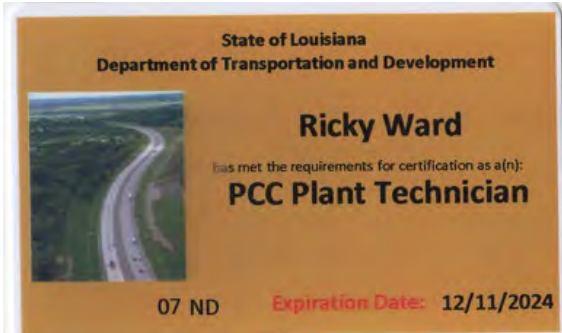 State of Louisiana
Department of Transportation and Development
Ricky Ward
has met the requirements for certification as a(n):
PCC Plant Technician
07 ND
Expiration Date: 12/11/2024